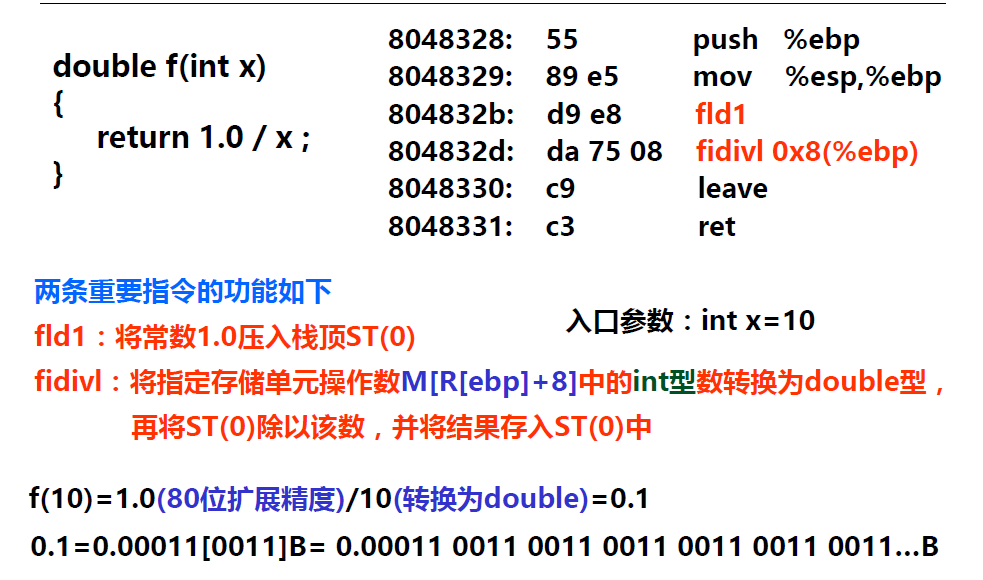 double f(int x)
{
return 1.0 / x ;
}
8048328: 55 push %ebp
8048329: 89 e5 mov %esp,%ebp
804832b: d9 e8 fld1
804832d: da 75 08 fidivl 0x8(%ebp)
8048330: c9 leave
8048331: c3 ret
两条重要指令的功能如下
入口参数：int x=10
fld1：将常数1.0压入栈顶ST(0)
fidivl：将指定存储单元操作数M[R[ebp]+8]中的int型数转换为double型，
再将ST(0)除以该数，并将结果存入ST(0)中
f(10)=1.0(80位扩展精度)/10(转换为double)=0.1
0.1=0.00011[0011]B= 0.00011 0011 0011 0011 0011 0011 0011...B